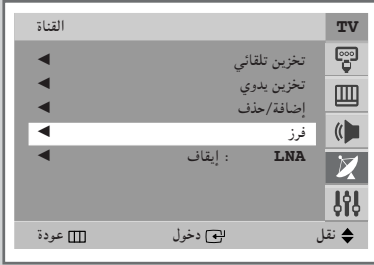 TV القناة
تخزين تلقائي
تخزين يدوي
إضافة/حذف
فرز
LNA : إيقاف
نقل دخول عودة